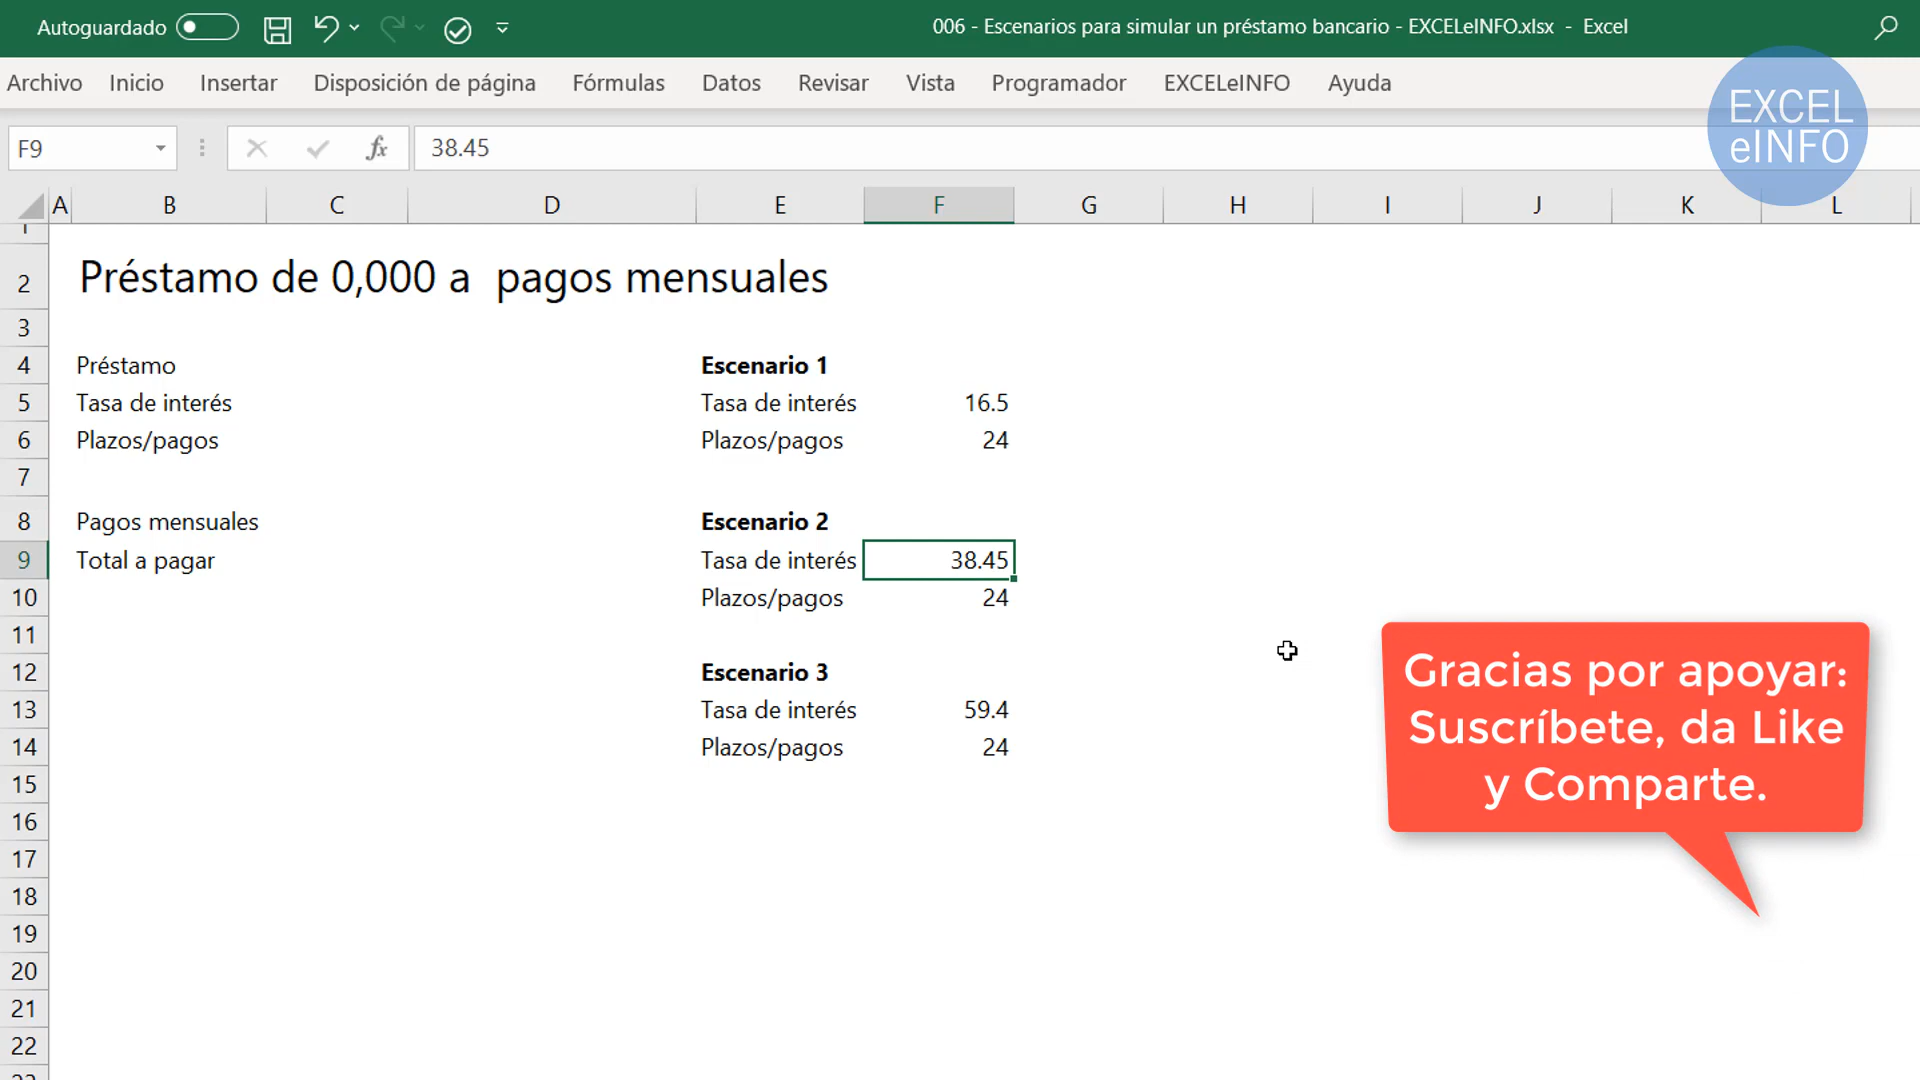 Autoguardado
006 - Escenarios para simular un préstamo bancario - EXCELeINFO.xlsx - Excel
Archivo Inicio Insertar Disposición de página Fórmulas Datos Revisar Vista Programador EXCELeINFO Ayuda
EXCEL
eINFO
F9 fx 38.45
A B C D E F G H I J K L
1
2 Préstamo de 0,000 a pagos mensuales
3
4 Préstamo Escenario 1
5 Tasa de interés Tasa de interés 16.5
6 Plazos/pagos Plazos/pagos 24
7
8 Pagos mensuales Escenario 2
9 Total a pagar Tasa de interés 38.45
10 Plazos/pagos 24
11
12 Escenario 3
13 Tasa de interés 59.4
14 Plazos/pagos 24
15
16
17
18
19
20
21
22
23
Gracias por apoyar:
Suscríbete, da Like
y Comparte.